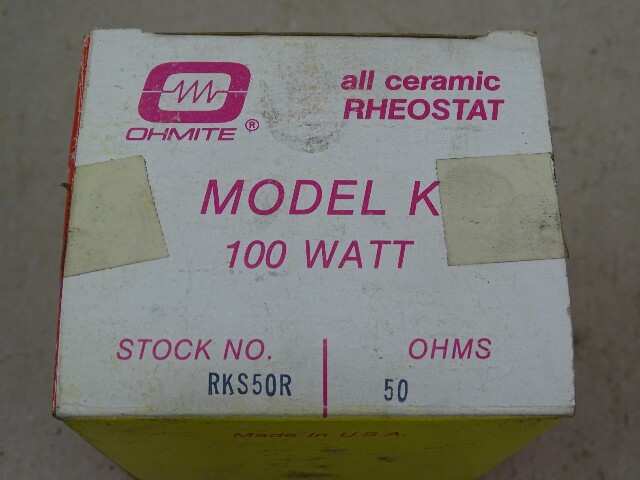 all ceramic
RHEOSTAT
OHMITE ®
MODEL K
100 WATT
STOCK NO. OHMS
RKS50R 50
Made in U.S.A.